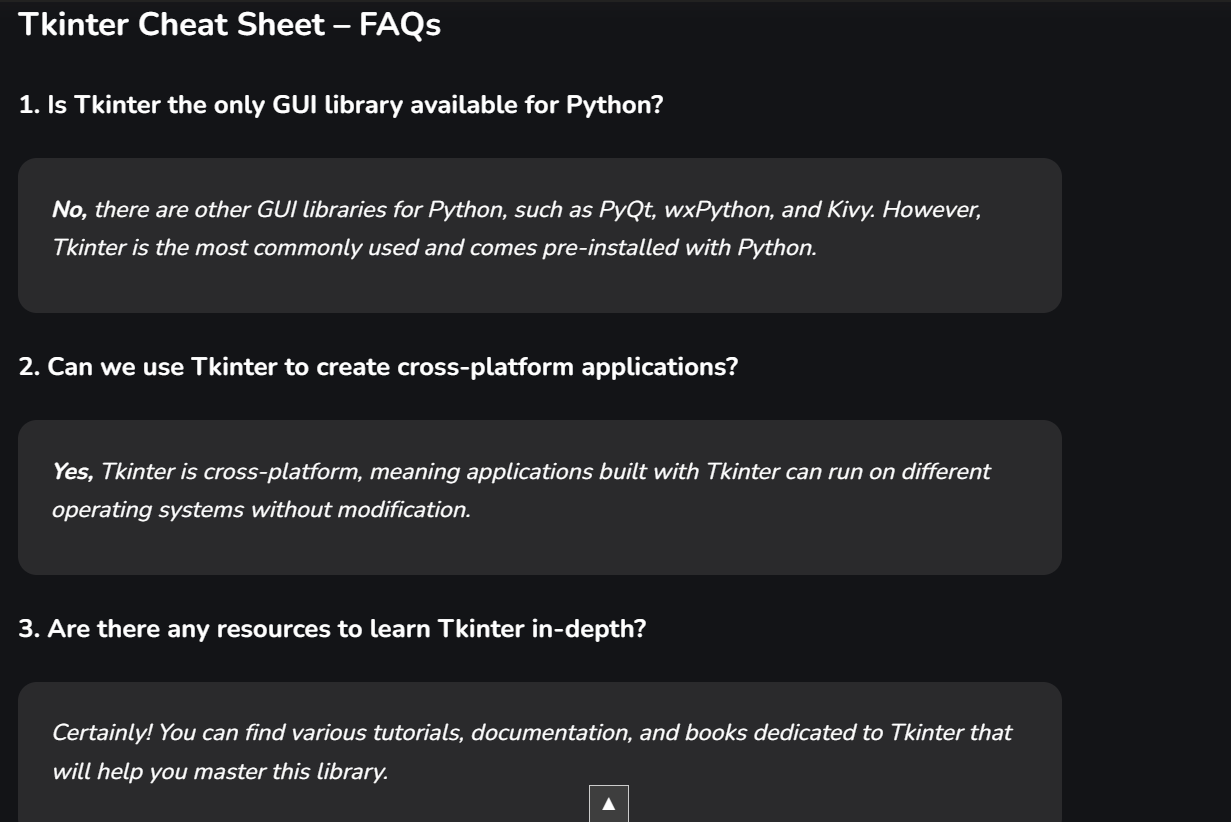 Tkinter Cheat Sheet – FAQs
1. Is Tkinter the only GUI library available for Python?
No, there are other GUI libraries for Python, such as PyQt, wxPython, and Kivy. However,
Tkinter is the most commonly used and comes pre-installed with Python.
2. Can we use Tkinter to create cross-platform applications?
Yes, Tkinter is cross-platform, meaning applications built with Tkinter can run on different
operating systems without modification.
3. Are there any resources to learn Tkinter in-depth?
Certainly! You can find various tutorials, documentation, and books dedicated to Tkinter that
will help you master this library.